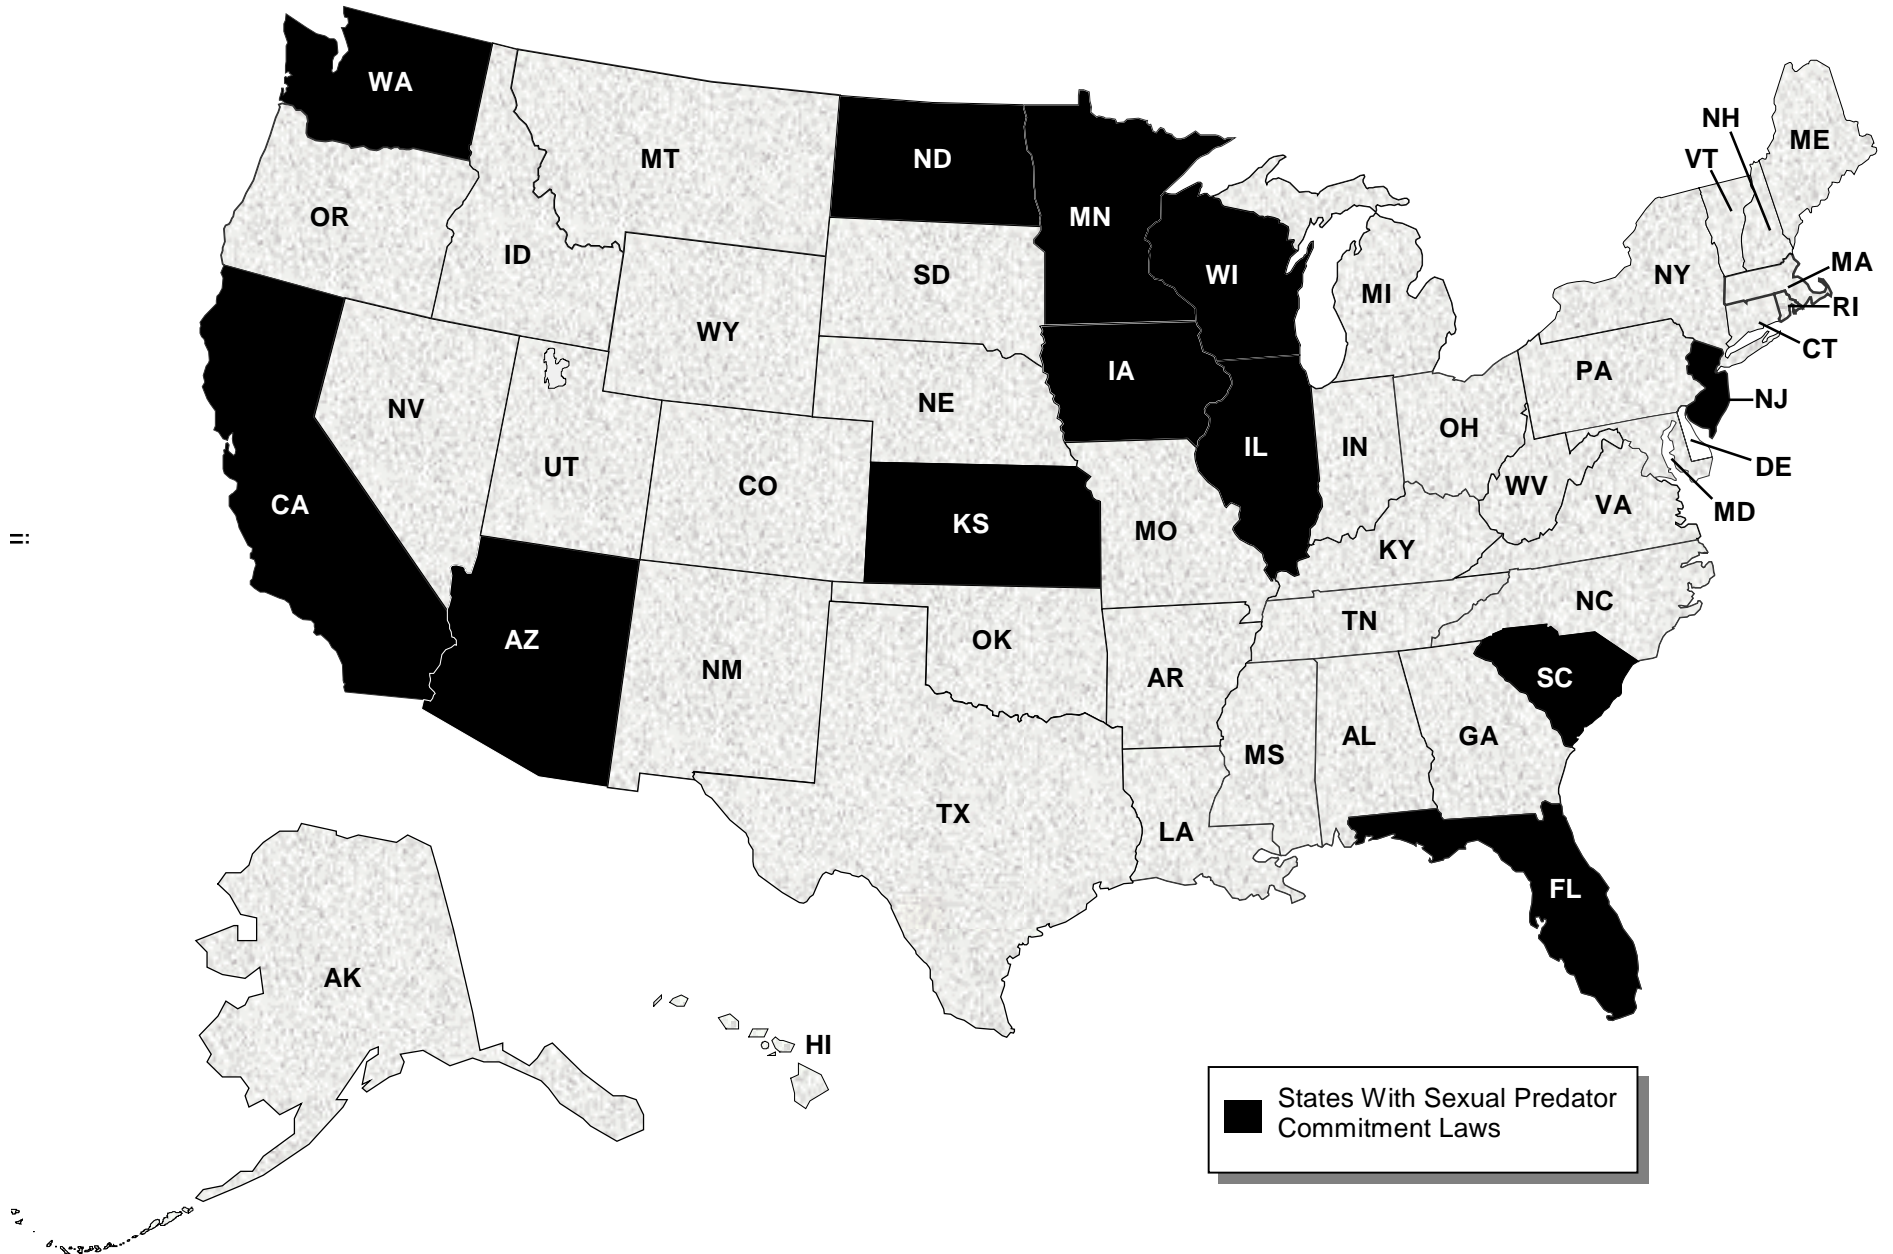 WA
MT
ND
MN
OR
ID
SD
WI
MI
WY
NV
UT
CO
NE
IA
IL
IN
OH
PA
NY
VT
NH
ME
MA
RI
CT
NJ
DE
MD
WV
VA
CA
KS
MO
KY
AZ
NM
OK
AR
TN
NC
SC
TX
LA
MS
AL
GA
FL
AK
HI
ii
States With Sexual Predator
Commitment Laws